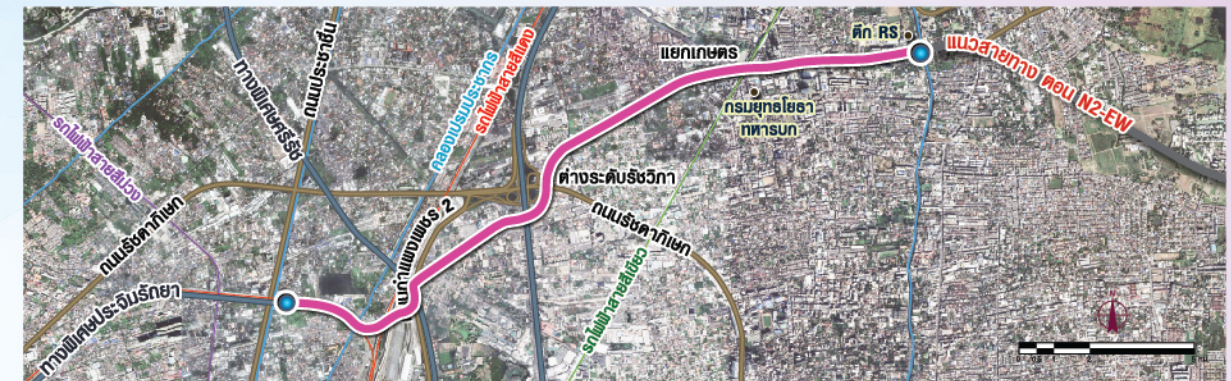 ตึก RS
แยกเกษตร
แนวสายทาง ตอน N2-EW
กรมยุทธโยธา
ทหารบก
ถนนประชาชื่น
ทางพิเศษศรีรัช
คลองเปรมประชากร
รถไฟฟ้าสายสีแดง
รถไฟฟ้าสายสีม่วง
ต่างระดับรัชวิภา
ถนนรัชดาภิเษก
ถนนรัชดาภิเษก
ถนนกำแพงเพชร 2
รถไฟฟ้าสายสีเขียว
ทางพิเศษประจิมรัถยา